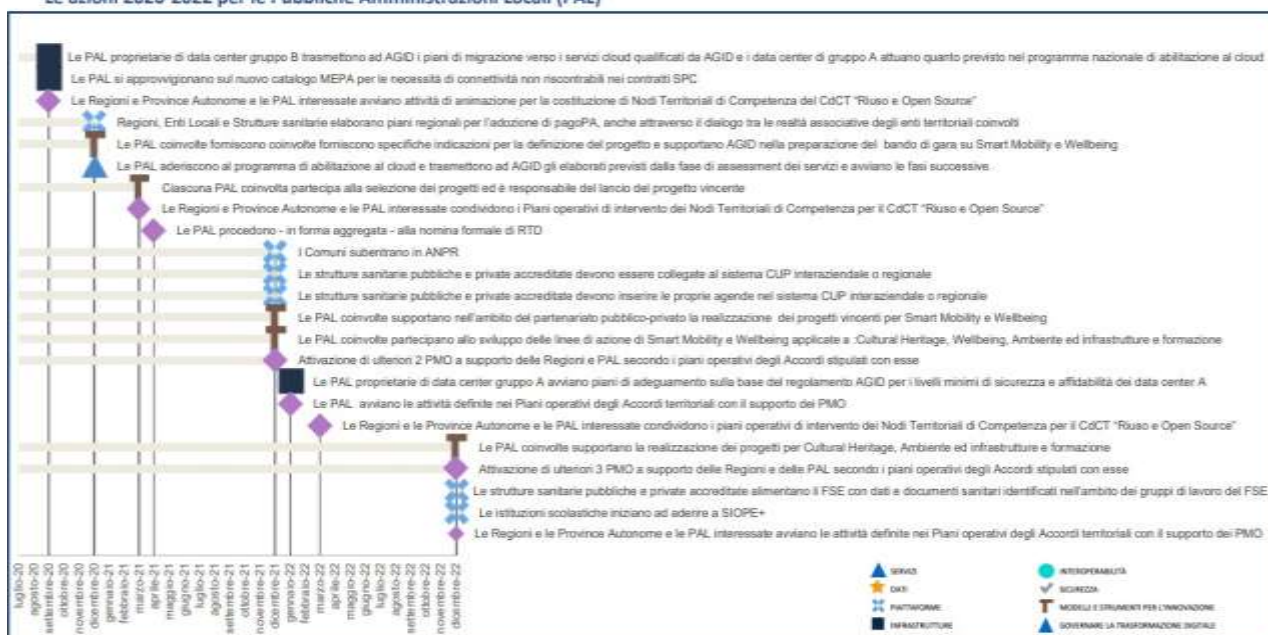 Le azioni 2020-2022 per le Pubbliche Amministrazioni Locali (PAL)
Le PAL proprietarie di data center gruppo B trasmettono ad AGID i piani di migrazione verso i servizi cloud qualificati da AGID e i data center di gruppo A attuano quanto previsto nel programma nazionale di abilitazione al cloud
Le PAL si approvvigionano sul nuovo catalogo MEPA per le necessità di connettività non riscontrabili nei contratti SPC
Le Regioni e Province Autonome e le PAL interessate avviano attività di animazione per la costituzione di Nodi Territoriali di Competenza del CdCT "Riuso e Open Source"
Regioni, Enti Locali e Strutture sanitarie elaborano piani regionali per l'adozione di pagoPA, anche attraverso il dialogo tra le realtà associative degli enti territoriali coinvolti
Le PAL coinvolte forniscono coinvolte forniscono specifiche indicazioni per la definizione del progetto e supportano AGID nella preparazione del bando di gara su Smart Mobility e Wellbeing
Le PAL aderiscono al programma di abilitazione al cloud e trasmettono ad AGID gli elaborati previsti dalla fase di assessment dei servizi e avviano le fasi successive.
Ciascuna PAL coinvolta partecipa alla selezione dei progetti ed è responsabile del lancio del progetto vincente
Le Regioni e Province Autonome e le PAL interessate condividono i Piani operativi di intervento dei Nodi Territoriali di Competenza per il CdCT "Riuso e Open Source"
Le PAL procedono - in forma aggregata - alla nomina formale di RTD
I Comuni subentrano in ANPR
Le strutture sanitarie pubbliche e private accreditate devono essere collegate al sistema CUP interaziendale o regionale
Le strutture sanitarie pubbliche e private accreditate devono inserire le proprie agende nel sistema CUP interaziendale o regionale
Le PAL coinvolte supportano nell'ambito del partenariato pubblico-privato la realizzazione dei progetti vincenti per Smart Mobility e Wellbeing
Le PAL coinvolte partecipano allo sviluppo delle linee di azione di Smart Mobility e Wellbeing applicate a :Cultural Heritage, Wellbeing, Ambiente ed infrastrutture e formazione
Attivazione di ulteriori 2 PMO a supporto delle Regioni e PAL secondo i piani operativi degli Accordi stipulati con esse
Le PAL proprietarie di data center gruppo A avviano piani di adeguamento sulla base del regolamento AGID per i livelli minimi di sicurezza e affidabilità dei data center A
Le PAL avviano le attività definite nei Piani operativi degli Accordi territoriali con il supporto dei PMO
Le Regioni e le Province Autonome e le PAL interessate condividono i piani operativi di intervento dei Nodi Territoriali di Competenza per il CdCT "Riuso e Open Source"
Le PAL coinvolte supportano la realizzazione dei progetti per Cultural Heritage, Ambiente ed infrastrutture e formazione
Attivazione di ulteriori 3 PMO a supporto delle Regioni e delle PAL secondo i piani operativi degli Accordi stipulati con esse
Le strutture sanitarie pubbliche e private accreditate alimentano li FSE con dati e documenti sanitari identificati nell'ambito dei gruppi di lavoro del FSE
Le istituzioni scolastiche iniziano ad aderire a SIOPE+
Le Regioni e le Province Autonome e le PAL interessate avviano le attività definite nei Piani operativi degli Accordi territoriali con il supporto dei PMO
luglio-20
agosto-20
settembre-20
ottobre-20
novembre-20
dicembre-20
gennaio-21
febbraio-21
marzo-21
aprile-21
maggio-21
giugno-21
luglio-21
agosto-21
settembre-21
ottobre-21
novembre-21
dicembre-21
gennaio-22
febbraio-22
marzo-22
aprile-22
maggio-22
giugno-22
luglio-22
agosto-22
settembre-22
ottobre-22
novembre-22
dicembre-22
SERVIZI
DATI
PIATTAFORME
INFRASTRUTTURE
INTEROPERABILITÀ
SICUREZZA
MODELLI E STRUMENTI PER L'INNOVAZIONE
GOVERNARE LA TRASFORMAZIONE DIGITALE